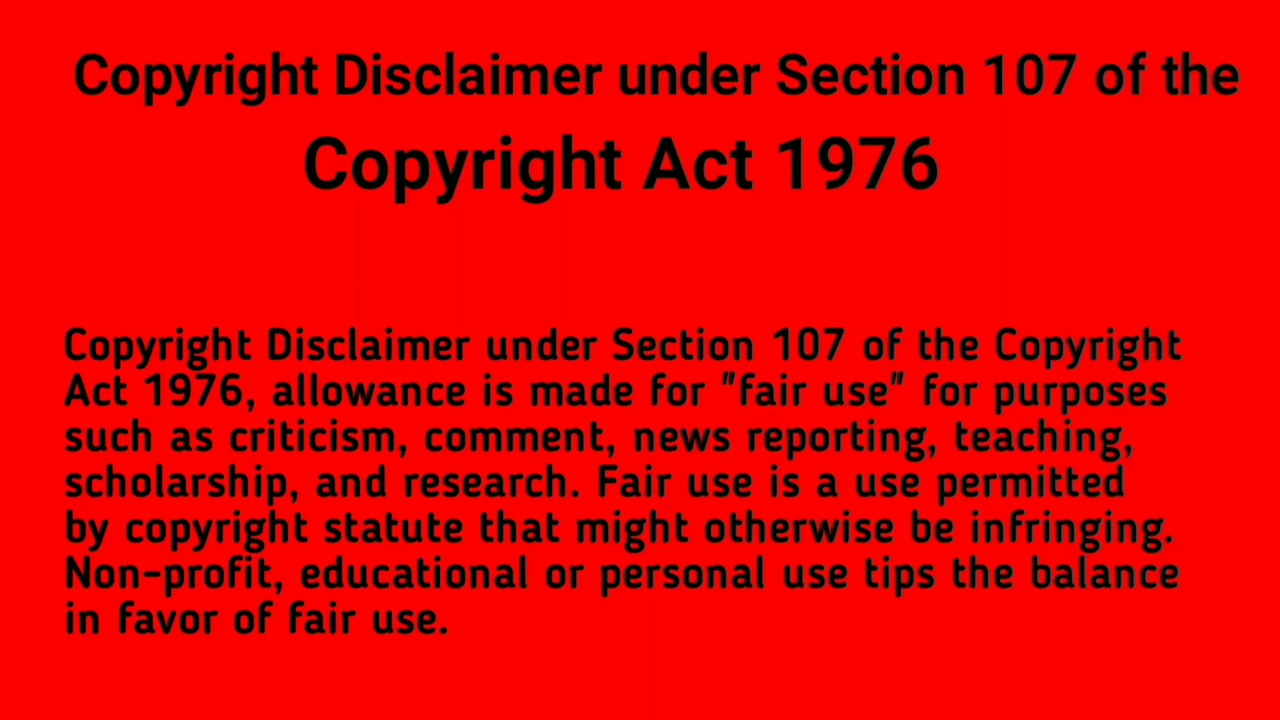 Copyright Disclaimer under Section 107 of the
Copyright Act 1976
Copyright Disclaimer under Section 107 of the Copyright
Act 1976, allowance is made for "fair use" for purposes
such as criticism, comment, news reporting, teaching,
scholarship, and research. Fair use is a use permitted
by copyright statute that might otherwise be infringing.
Non-profit, educational or personal use tips the balance
in favor of fair use.